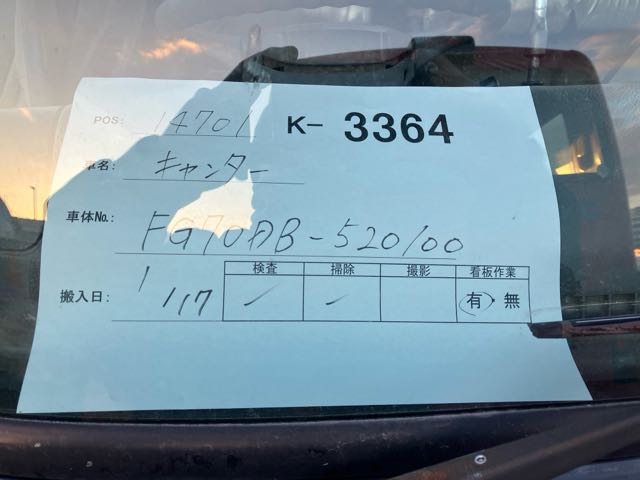 POS: 14701 K- 3364
車名: キャンター
車体No.: FG70DB-520100
検査 掃除 撮影 看板作業
搬入日: 1/17 有・無